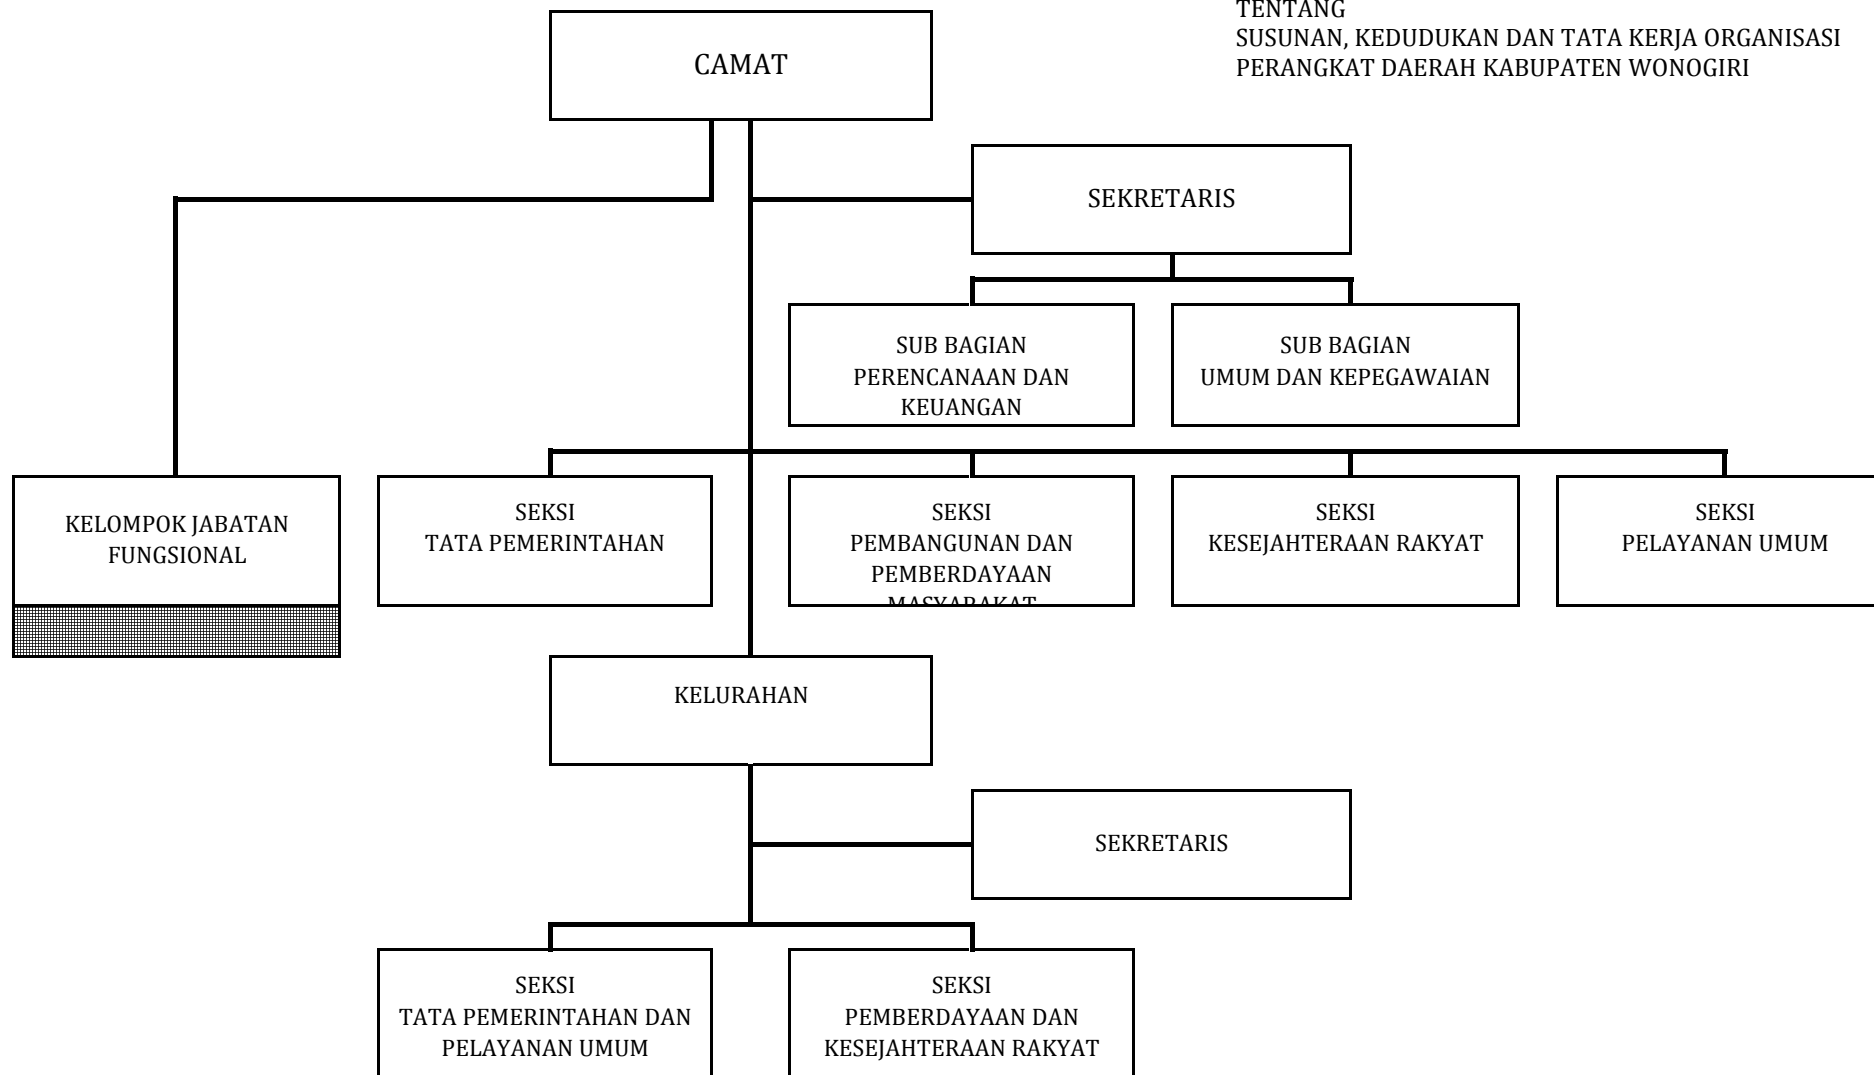 TENTANG
SUSUNAN, KEDUDUKAN DAN TATA KERJA ORGANISASI
PERANGKAT DAERAH KABUPATEN WONOGIRI
CAMAT
SEKRETARIS
SUB BAGIAN
PERENCANAAN DAN
KEUANGAN
SUB BAGIAN
UMUM DAN KEPEGAWAIAN
KELOMPOK JABATAN
FUNGSIONAL
SEKSI
TATA PEMERINTAHAN
SEKSI
PEMBANGUNAN DAN
PEMBERDAYAAN
MASYARAKAT
SEKSI
KESEJAHTERAAN RAKYAT
SEKSI
PELAYANAN UMUM
KELURAHAN
SEKRETARIS
SEKSI
TATA PEMERINTAHAN DAN
PELAYANAN UMUM
SEKSI
PEMBERDAYAAN DAN
KESEJAHTERAAN RAKYAT